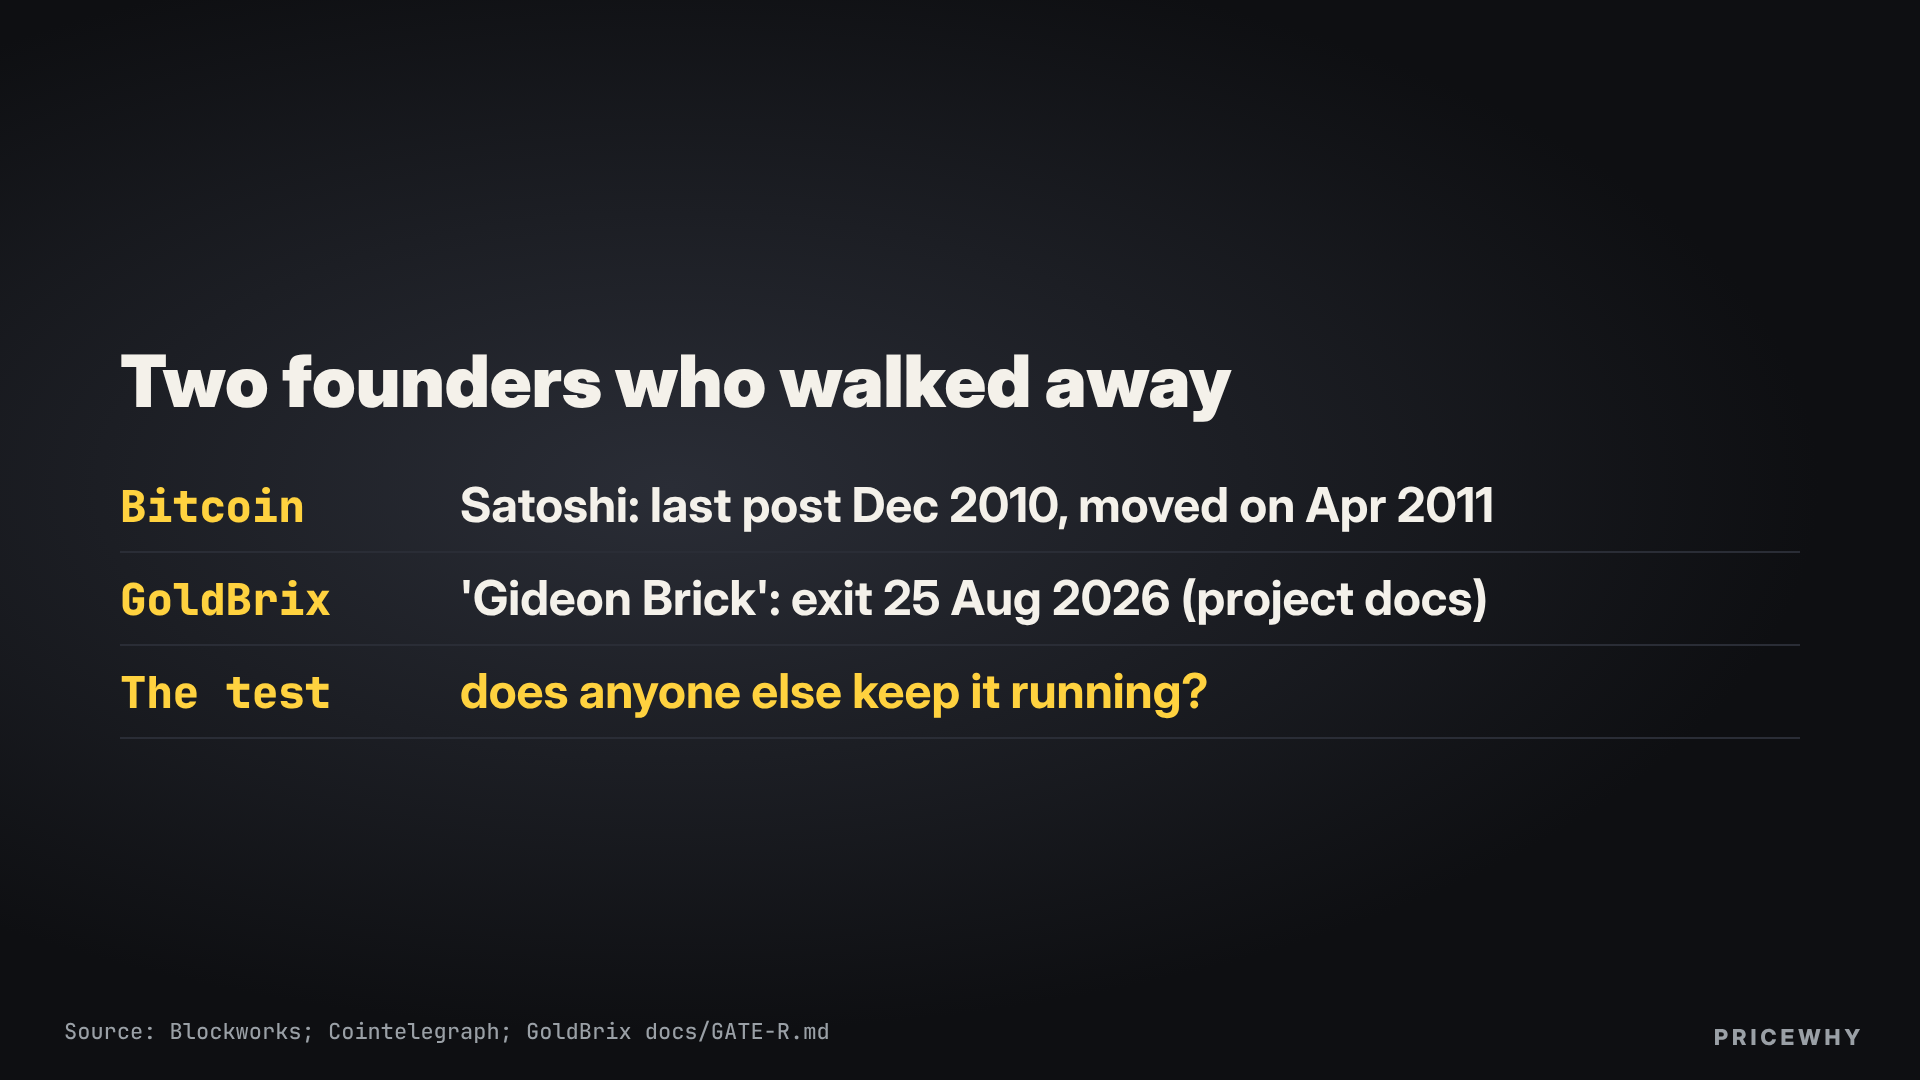 Two founders who walked away
Bitcoin Satoshi: last post Dec 2010, moved on Apr 2011
GoldBrix 'Gideon Brick': exit 25 Aug 2026 (project docs)
The test does anyone else keep it running?
Source: Blockworks; Cointelegraph; GoldBrix docs/GATE-R.md
PRICEWHY